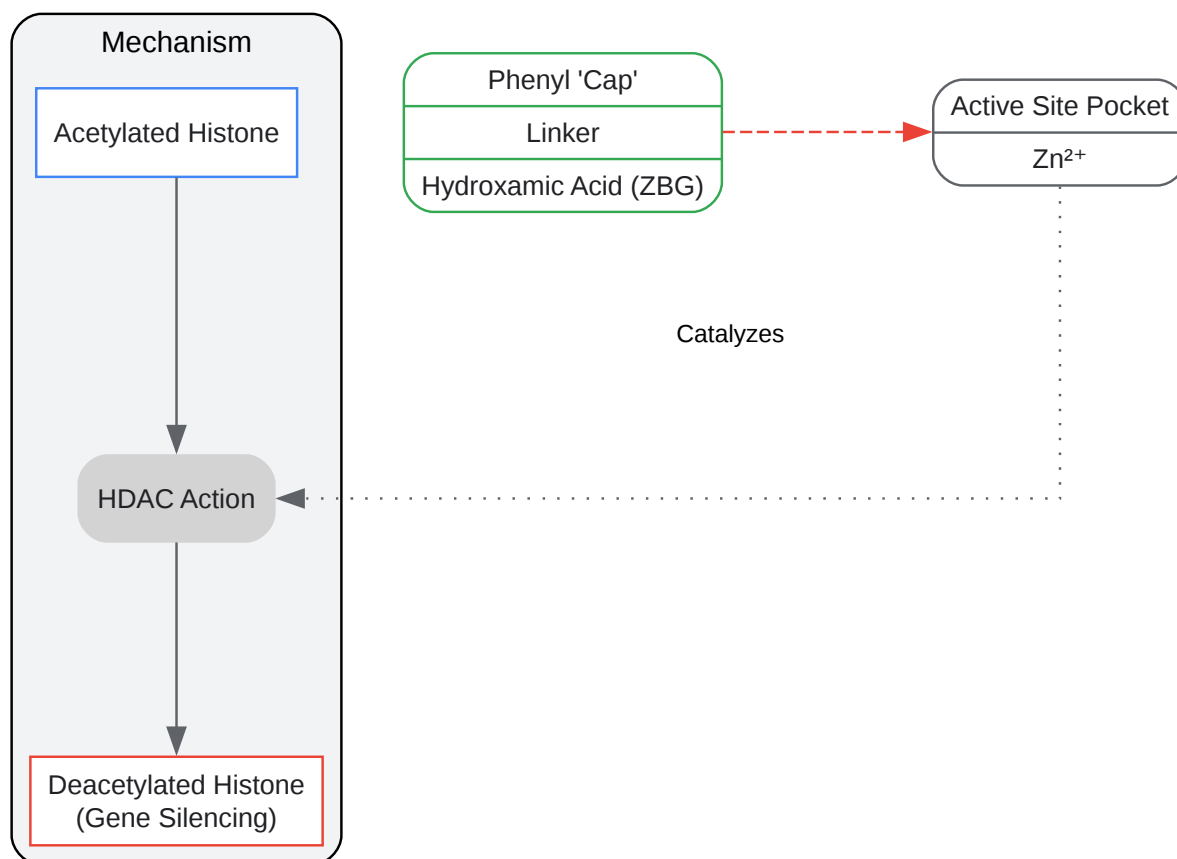 Mechanism
Acetylated Histone
HDAC Action
Deacetylated Histone
(Gene Silencing)
Phenyl 'Cap'
Linker
Hydroxamic Acid (ZBG)
Active Site Pocket
Zn²⁺
Catalyzes